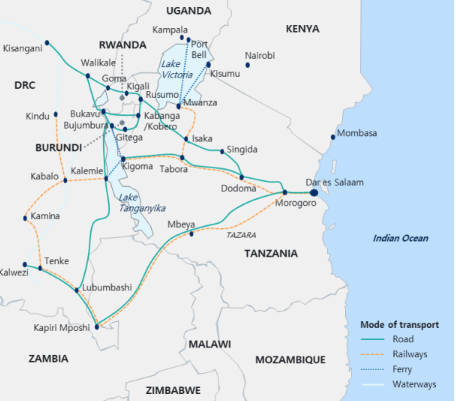 UGANDA
KENYA
Kampala
Port
Bell
Kisangani
RWANDA
Walikale
Lake
Victoria
Nairobi
Kisumu
Goma
Kigali
DRC
Rusumo
Mwanza
Kindu
Bukavu
Kabanga
/Kobero
Bujumbura
Gitega
Isaka
Mombasa
BURUNDI
Singida
Kigoma
Tabora
Kabalo
Kalemie
Dodoma
Dar es Salaam
Morogoro
Lake
Tanganyika
Kamina
Mbeya
TAZARA
Indian Ocean
TANZANIA
Tenke
Kalwezi
Lubumbashi
Kapiri Mposhi
Mode of transport
Road
Railways
Ferry
Waterways
MALAWI
ZAMBIA
MOZAMBIQUE
ZIMBABWE